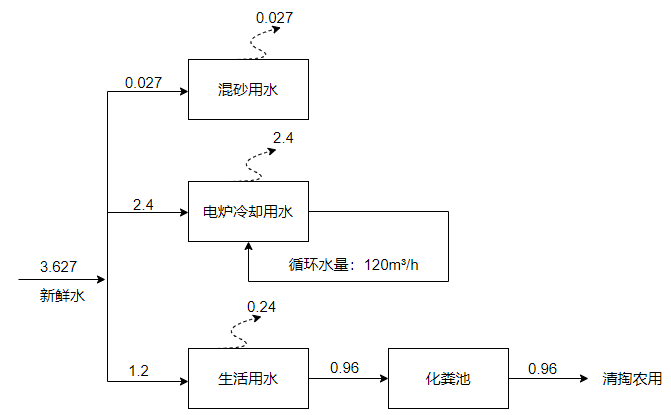 0.027
0.027
混砂用水
2.4
2.4
电炉冷却用水
循环水量：120m³/h
3.627
新鲜水
0.24
1.2
生活用水
0.96
化粪池
0.96
清掏农用